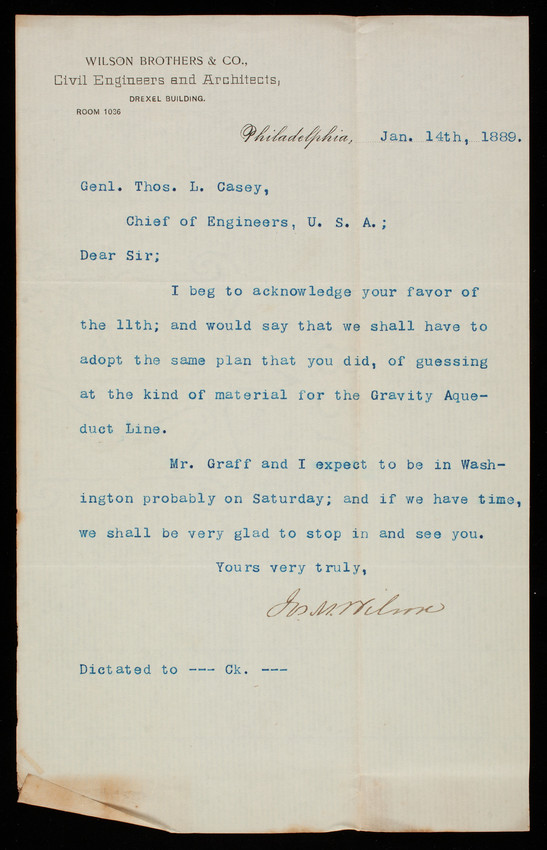 WILSON BROTHERS & CO.,
Civil Engineers and Architects,
DREXEL BUILDING.
ROOM 1036
Philadelphia, Jan. 14th, 1889.
Genl. Thos. L. Casey,
Chief of Engineers, U. S. A.;
Dear Sir;
I beg to acknowledge your favor of
the 11th; and would say that we shall have to
adopt the same plan that you did, of guessing
at the kind of material for the Gravity Aque-
duct Line.
Mr. Graff and I expect to be in Wash-
ington probably on Saturday; and if we have time,
we shall be very glad to stop in and see you.
Yours very truly,
Jos. M. Wilson
Dictated to --- Ck. ---